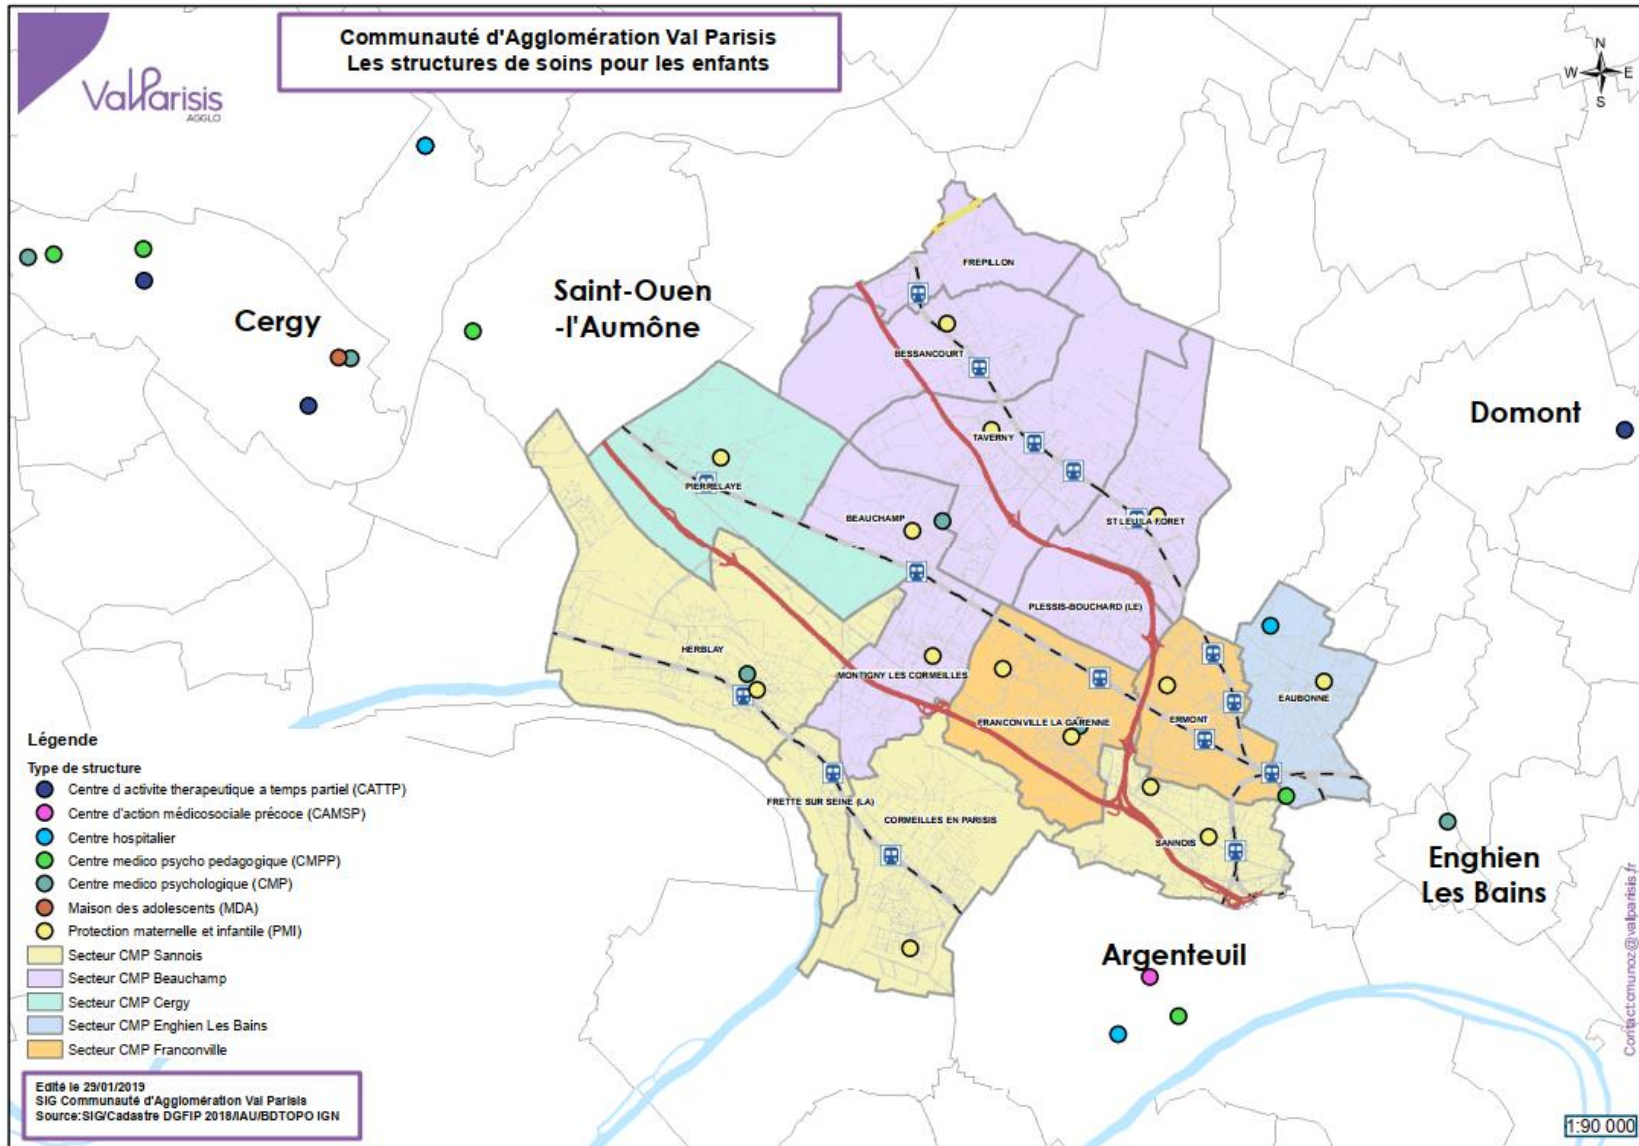 Communauté d'Agglomération Val Parisis
Les structures de soins pour les enfants
ValParisis
AGGLO
N
W E
S
FREPILLON
Saint-Ouen
-l'Aumône
Cergy
BESSANCOURT
Domont
TAVERNY
PIERRELAYE
BEAUCHAMP
ST LEU LA FORET
PLESSIS-BOUCHARD (LE)
HERBLAY
MONTIGNY LES CORMEILLES
EAUBONNE
FRANCONVILLE LA GARENNE
ERMONT
FRETTE SUR SEINE (LA)
CORMEILLES EN PARISIS
SANNOIS
Enghien
Les Bains
Argenteuil
Légende
Type de structure
Centre d activite therapeutique a temps partiel (CATTP)
Centre d'action médicosociale précoce (CAMSP)
Centre hospitalier
Centre medico psycho pedagogique (CMPP)
Centre medico psychologique (CMP)
Maison des adolescents (MDA)
Protection maternelle et infantile (PMI)
Secteur CMP Sannois
Secteur CMP Beauchamp
Secteur CMP Cergy
Secteur CMP Enghien Les Bains
Secteur CMP Franconville
Edité le 29/01/2019
SIG Communauté d'Agglomération Val Parisis
Source:SIG/Cadastre DGFIP 2018/IAU/BDTOPO IGN
Contact:cmunoz@valparisis.fr
1:90 000